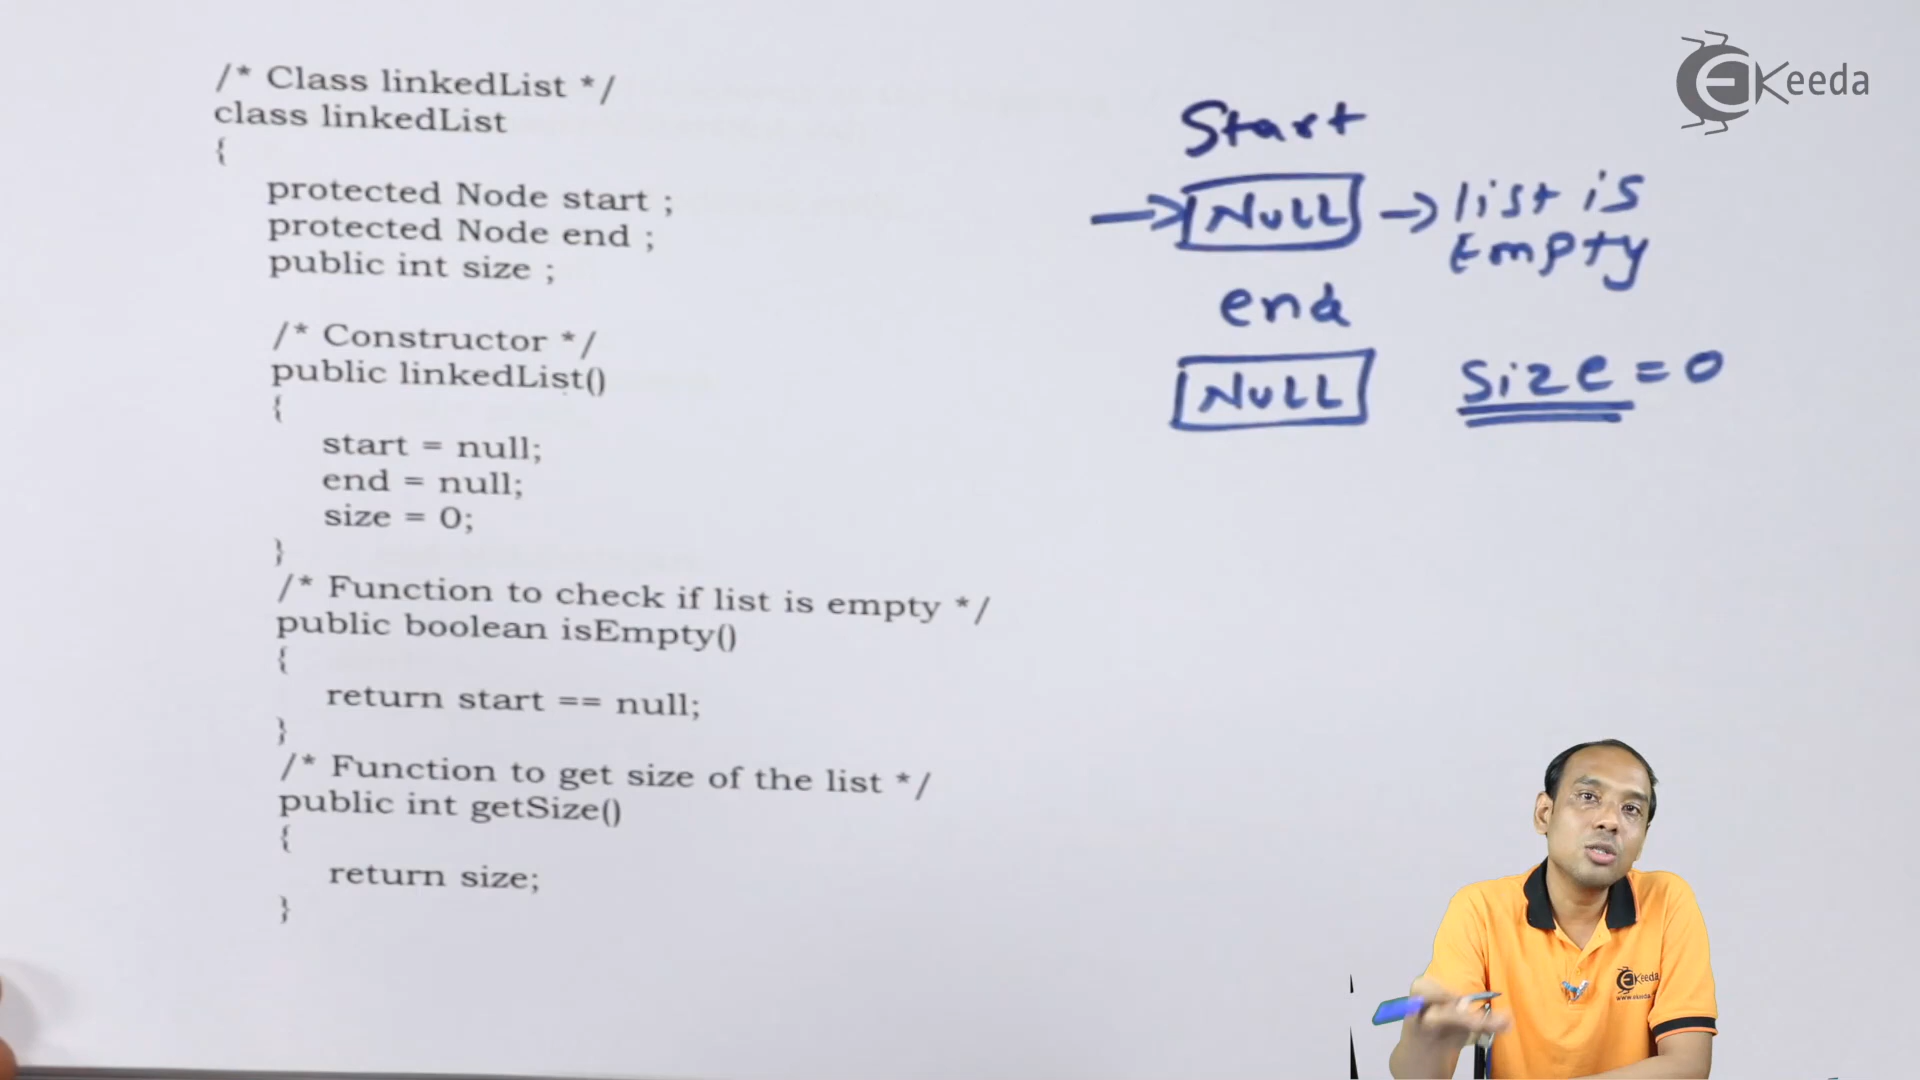 /* Class linkedList */
class linkedList
{
protected Node start ;
protected Node end ;
public int size ;
/* Constructor */
public linkedList()
{
start = null;
end = null;
size = 0;
}
/* Function to check if list is empty */
public boolean isEmpty()
{
return start == null;
}
/* Function to get size of the list */
public int getSize()
{
return size;
}
Start
NULL → list is
Empty
end
NULL
size = 0
Keeda
Keeda